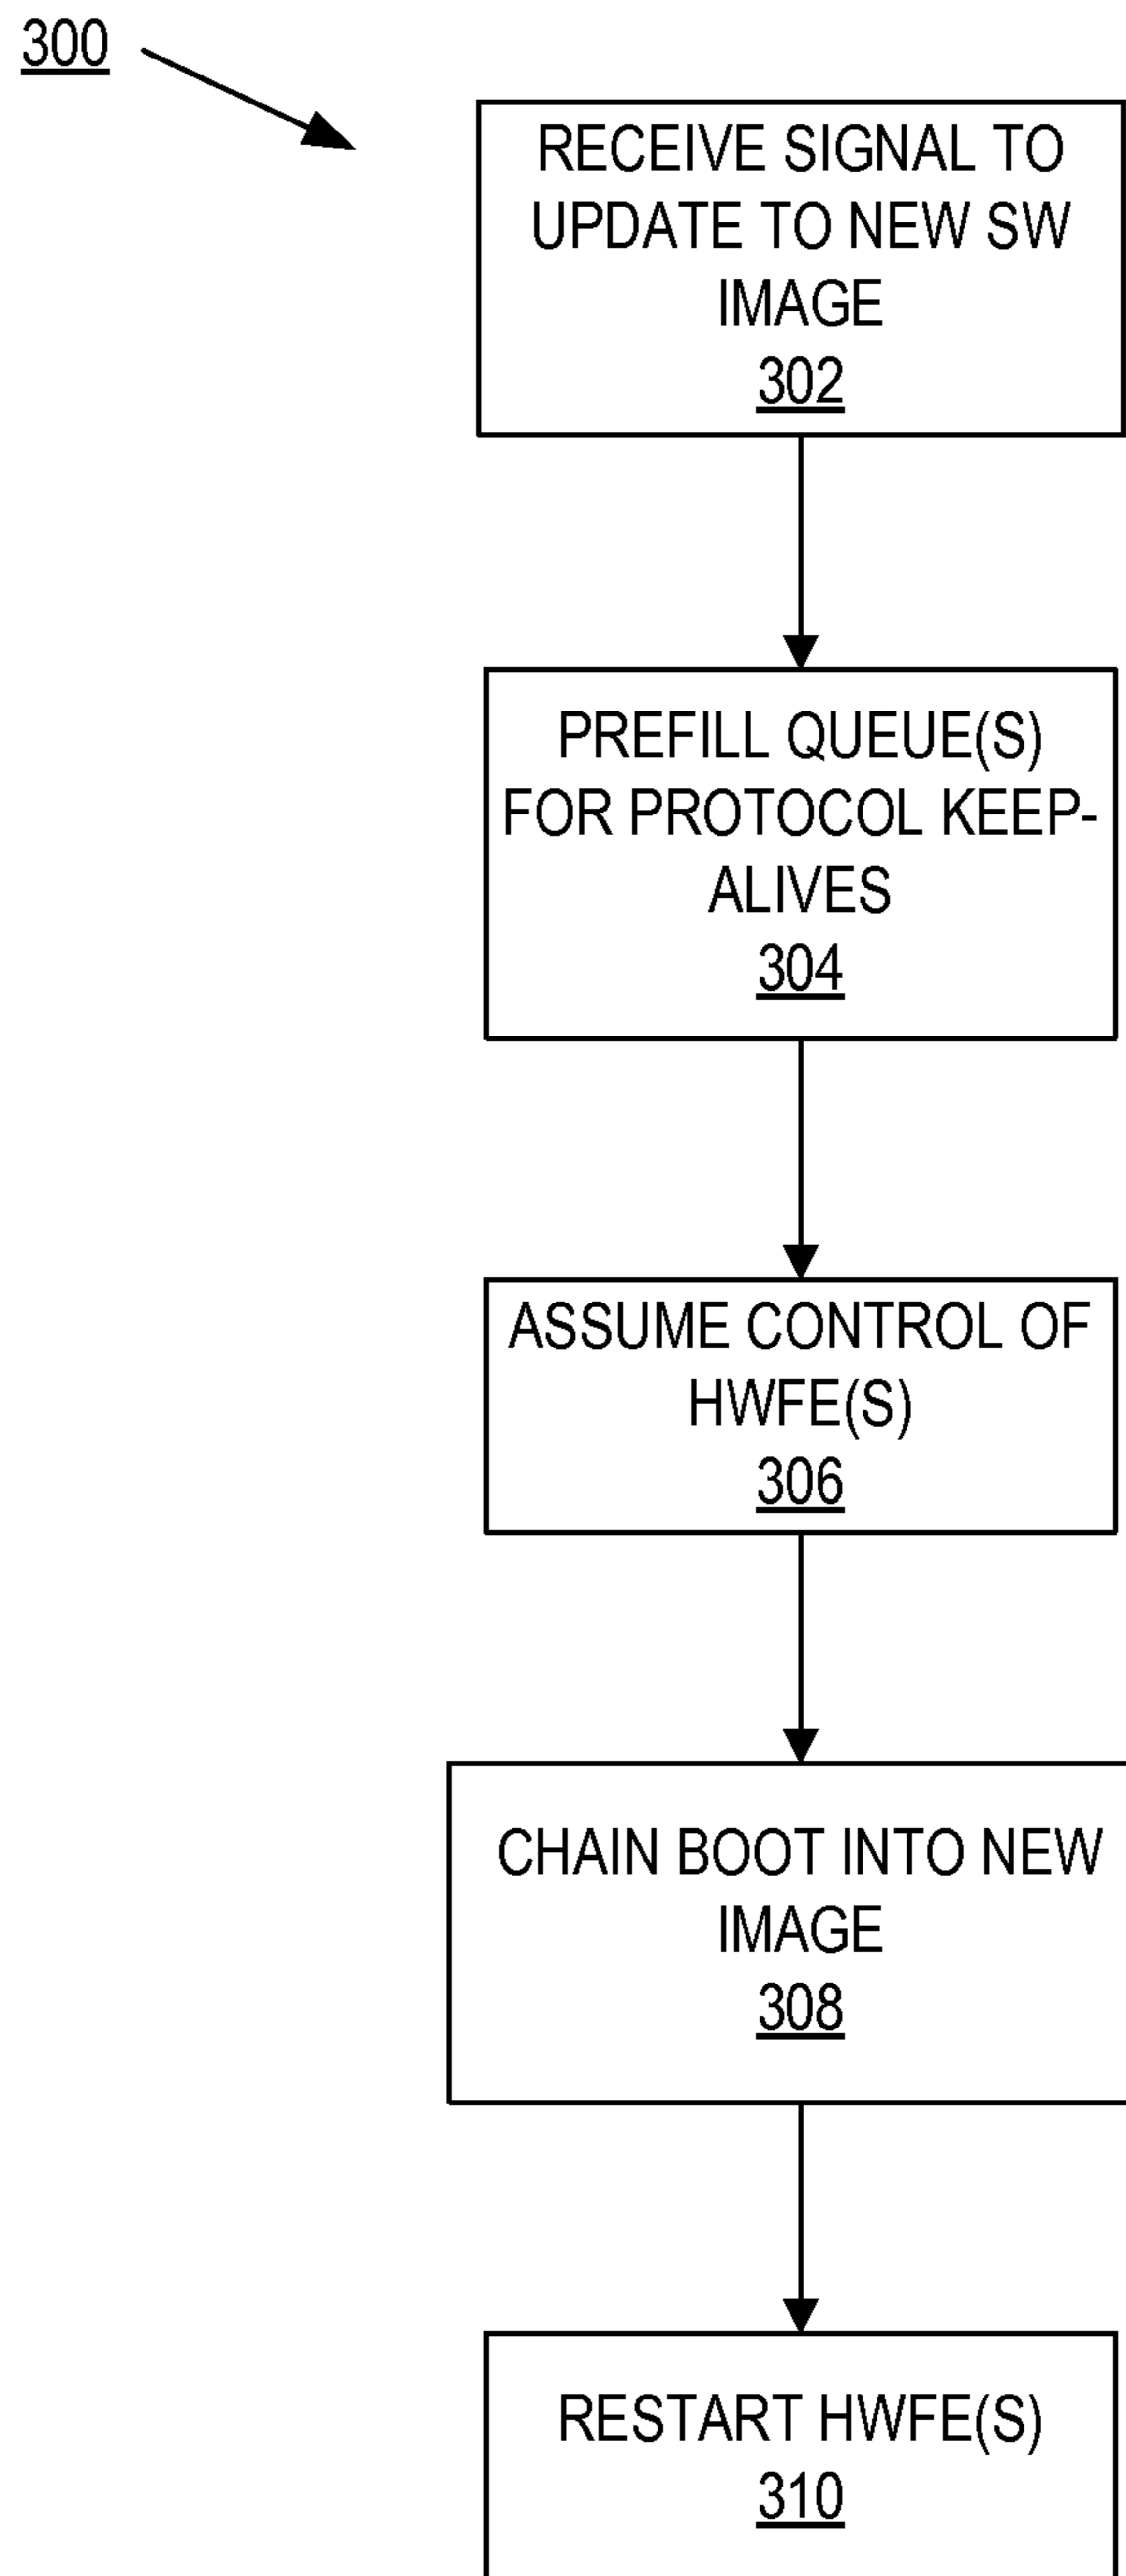 300
RECEIVE SIGNAL TO
UPDATE TO NEW SW
IMAGE
302
PREFILL QUEUE(S)
FOR PROTOCOL KEEP-
ALIVES
304
ASSUME CONTROL OF
HWFE(S)
306
CHAIN BOOT INTO NEW
IMAGE
308
RESTART HWFE(S)
310